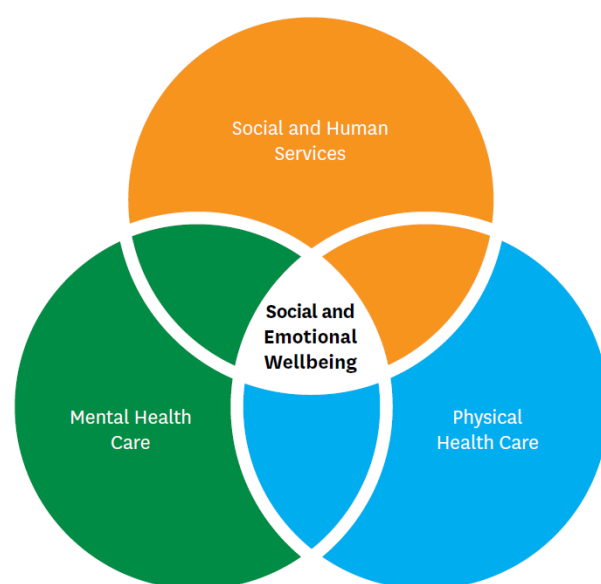 Social and Human
Services
Social and
Emotional
Wellbeing
Mental Health
Care
Physical
Health Care